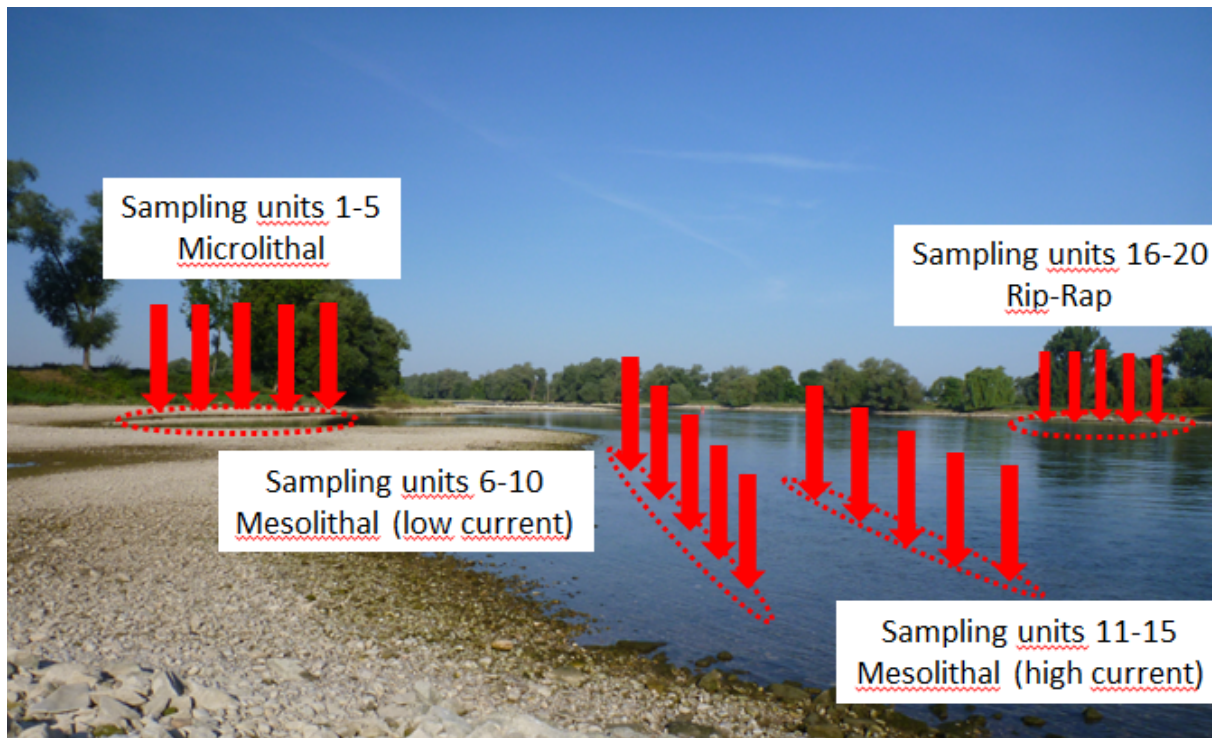 Sampling units 1-5
Microlithal
Sampling units 16-20
Rip-Rap
Sampling units 6-10
Mesolithal (low current)
Sampling units 11-15
Mesolithal (high current)